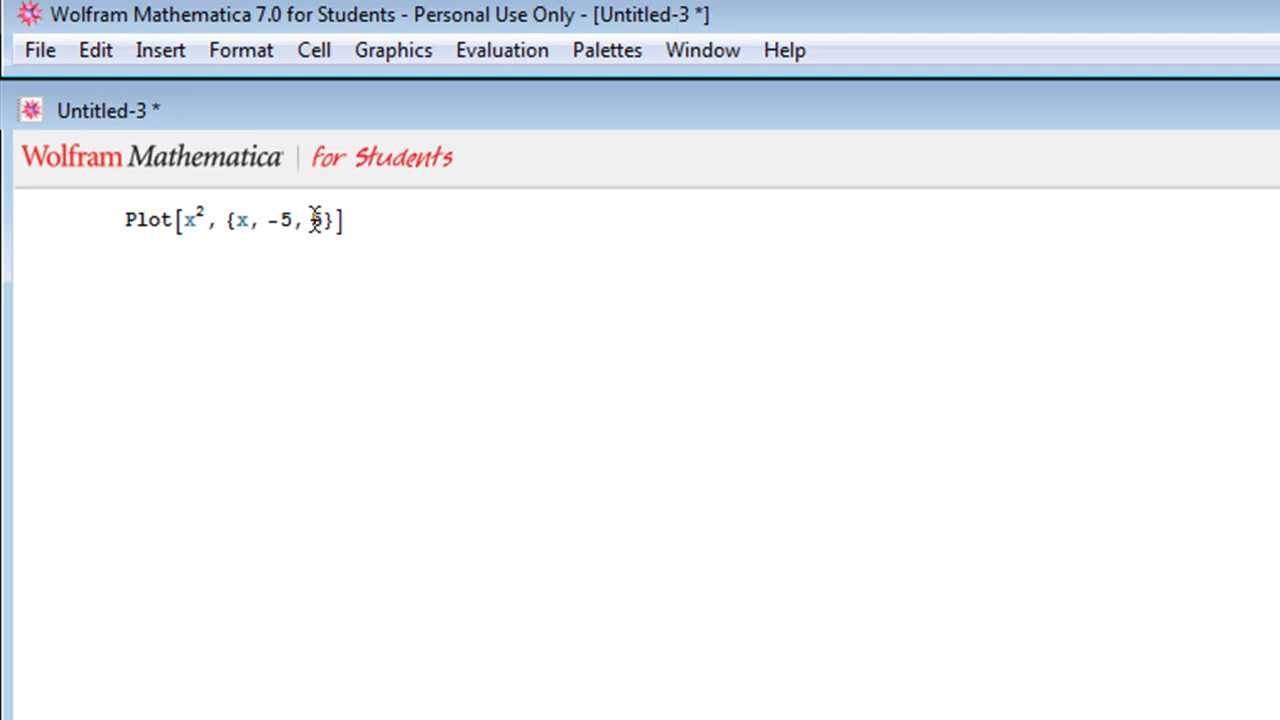 Wolfram Mathematica 7.0 for Students - Personal Use Only - [Untitled-3 *]
File Edit Insert Format Cell Graphics Evaluation Palettes Window Help
Untitled-3 *
Wolfram Mathematica | for Students
Plot[x², {x, -5, }]